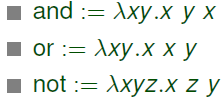 and := λxy.x y x
or := λxy.x x y
not := λxyz.x z y